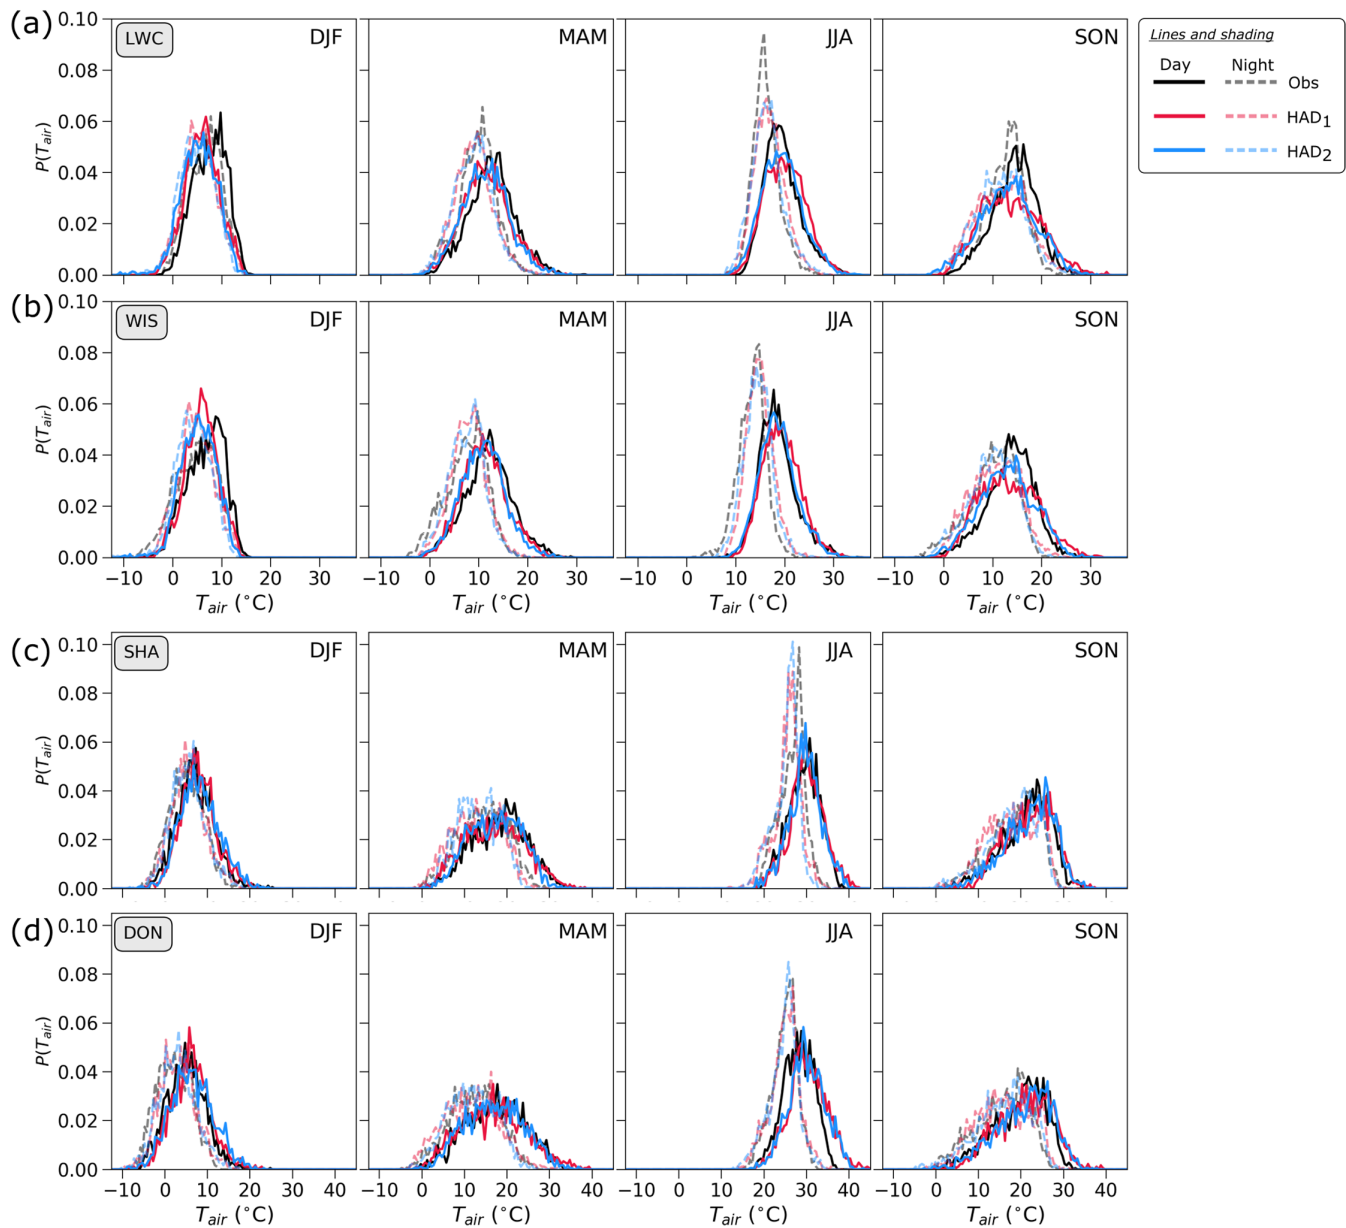 (a)
LWC
DJF
MAM
JJA
SON
0.10
0.08
0.06
0.04
0.02
0.00
P(T_air)
Lines and shading
Day Night
Obs
HAD1
HAD2
(b)
WIS
DJF
MAM
JJA
SON
0.10
0.08
0.06
0.04
0.02
0.00
P(T_air)
−10 0 10 20 30
−10 0 10 20 30
−10 0 10 20 30
−10 0 10 20 30
T_air (°C)
T_air (°C)
T_air (°C)
T_air (°C)
(c)
SHA
DJF
MAM
JJA
SON
0.10
0.08
0.06
0.04
0.02
0.00
P(T_air)
(d)
DON
DJF
MAM
JJA
SON
0.10
0.08
0.06
0.04
0.02
0.00
P(T_air)
−10 0 10 20 30 40
−10 0 10 20 30 40
−10 0 10 20 30 40
−10 0 10 20 30 40
T_air (°C)
T_air (°C)
T_air (°C)
T_air (°C)